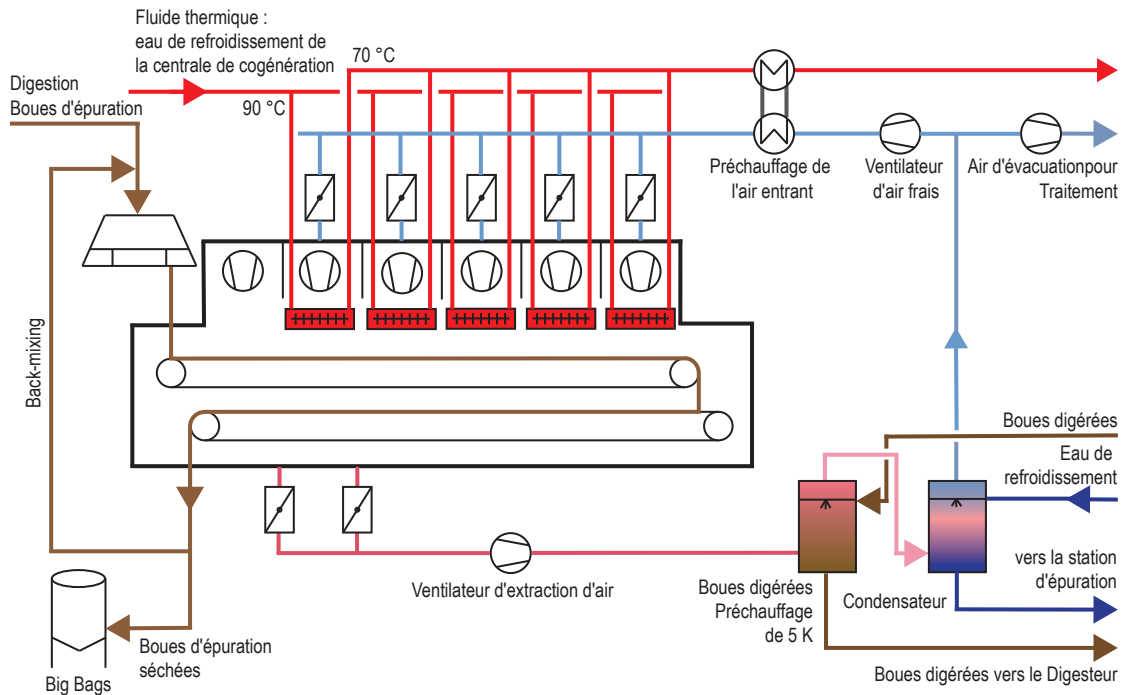 Fluide thermique :
eau de refroidissement de
la centrale de cogénération
70 °C
90 °C
Digestion
Boues d'épuration
Préchauffage de
l'air entrant
Ventilateur
d'air frais
Air d'évacuationpour
Traitement
Back-mixing
Boues digérées
Eau de
refroidissement
vers la station
d'épuration
Ventilateur d'extraction d'air
Boues digérées
Préchauffage
de 5 K
Condensateur
Boues digérées vers le Digesteur
Boues d'épuration
séchées
Big Bags